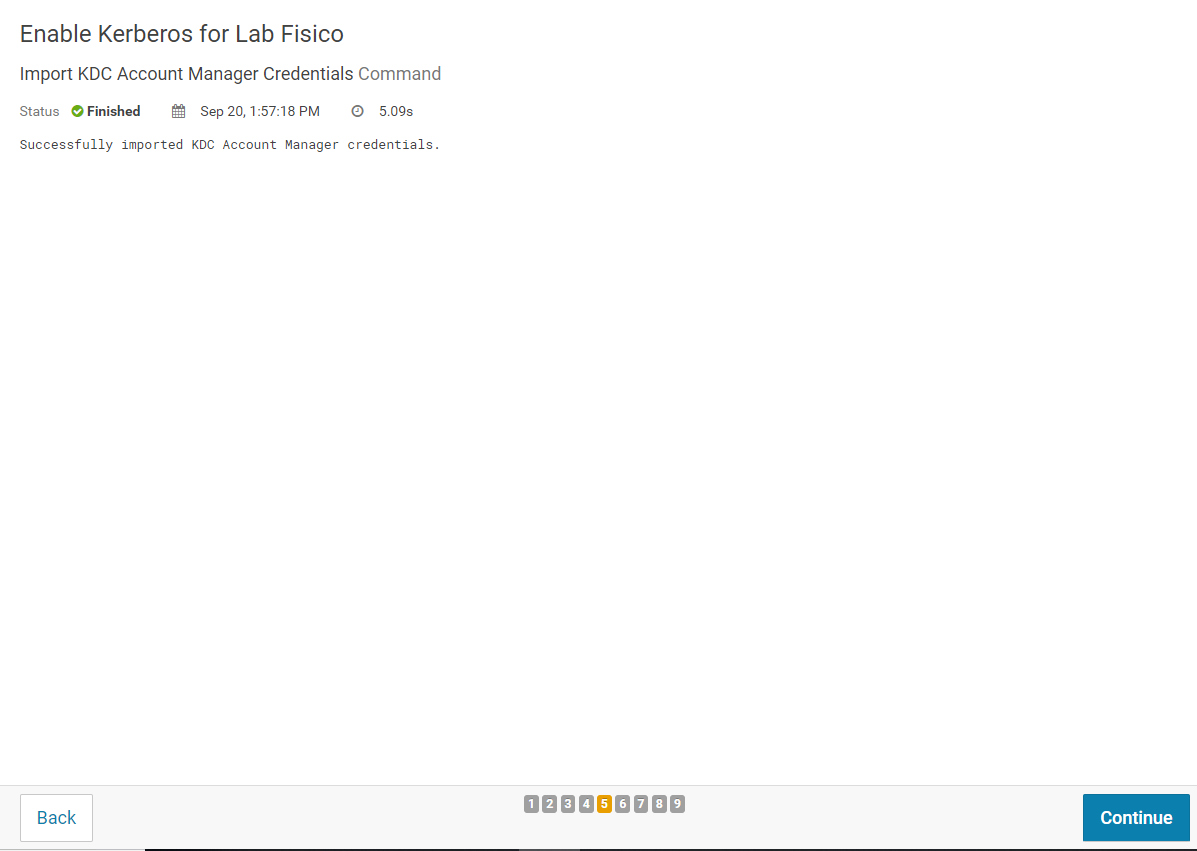 Enable Kerberos for Lab Fisico
Import KDC Account Manager Credentials Command
Status Finished Sep 20, 1:57:18 PM 5.09s
Successfully imported KDC Account Manager credentials.
Back 1 2 3 4 5 6 7 8 9 Continue